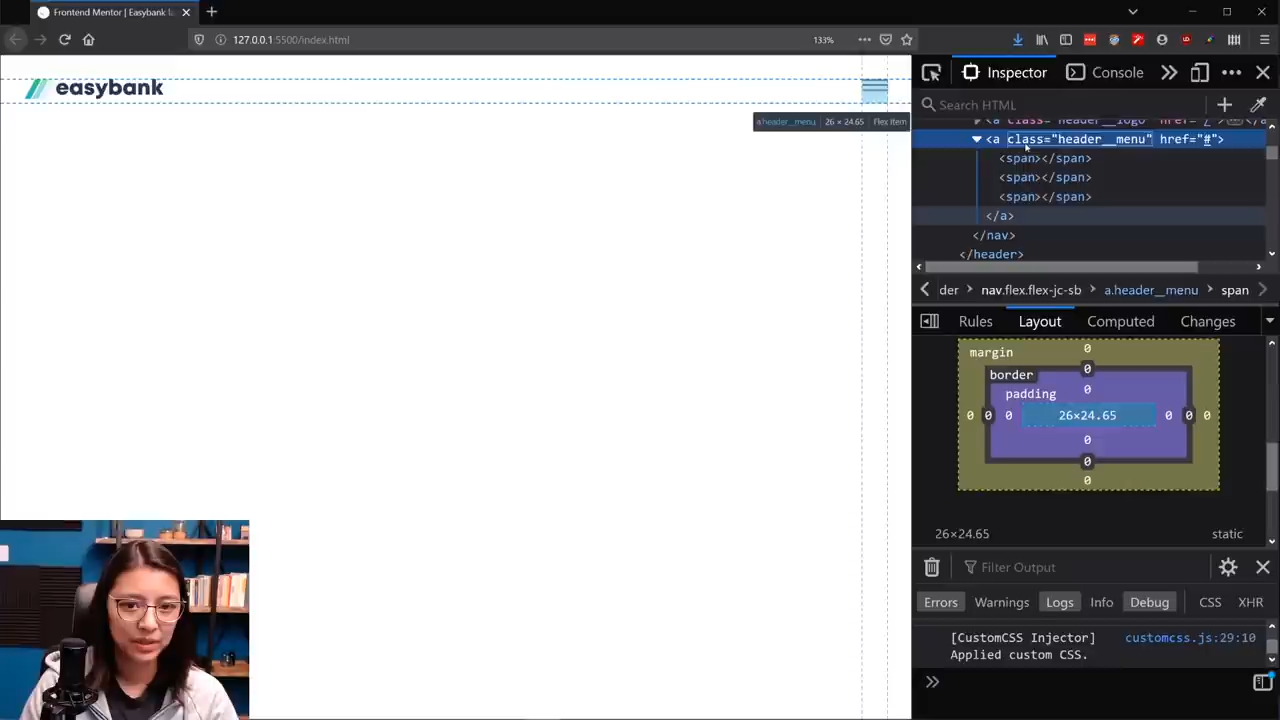 Frontend Mentor | Easybank la
127.0.0.1:5500/index.html
133%
easybank
a.header__menu 26 × 24.65 Flex Item
Inspector
Console
Search HTML
<a class="header__logo" href="/">
</a
<a class="header__menu" href="#">
<span></span>
<span></span>
<span></span>
</a>
</nav>
</header>
der
nav.flex.flex-jc-sb
a.header__menu
span
Rules
Layout
Computed
Changes
margin
0
border
0
padding
0
0
0
0
26×24.65
0
0
0
0
0
0
26×24.65
static
Filter Output
Errors
Warnings
Logs
Info
Debug
CSS
XHR
[CustomCSS Injector]
customcss.js:29:10
Applied custom CSS.